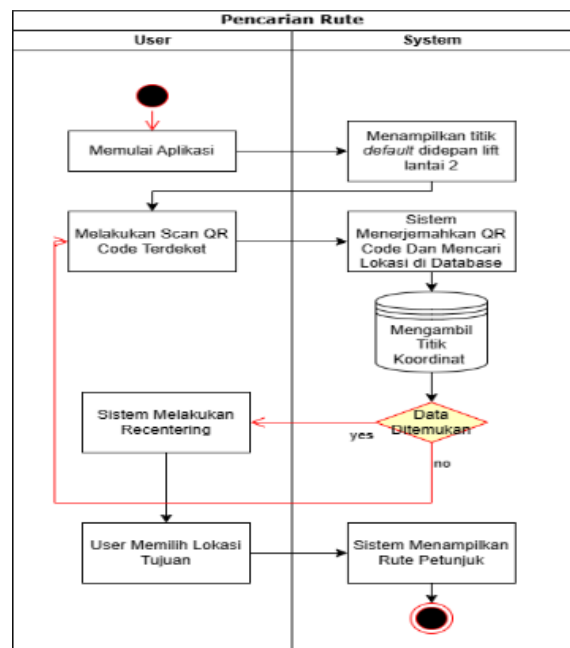 Pencarian Rute
User
System
Memulai Aplikasi
Menampilkan titik
default didepan lift
lantai 2
Melakukan Scan QR
Code Terdeket
Sistem
Menerjemahkan QR
Code Dan Mencari
Lokasi di Database
Mengambil
Titik
Koordinat
Data
Ditemukan
yes
no
Sistem Melakukan
Recentering
User Memilih Lokasi
Tujuan
Sistem Menampilkan
Rute Petunjuk